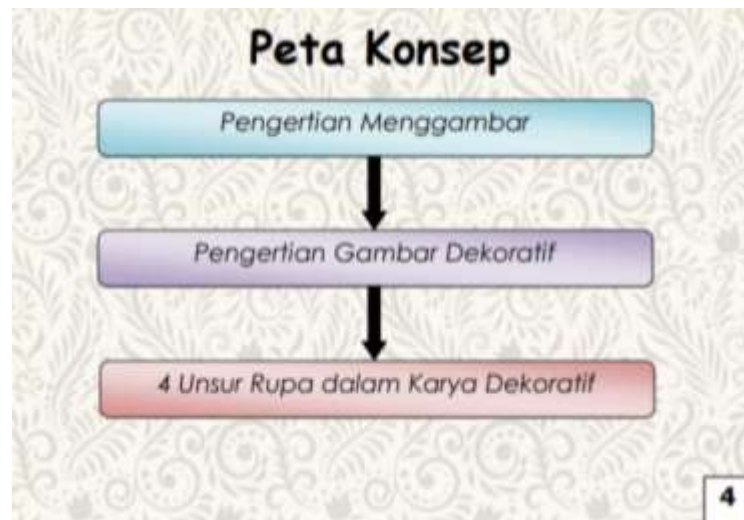 Peta Konsep
Pengertian Menggambar
Pengertian Gambar Dekoratif
4 Unsur Rupa dalam Karya Dekoratif
4